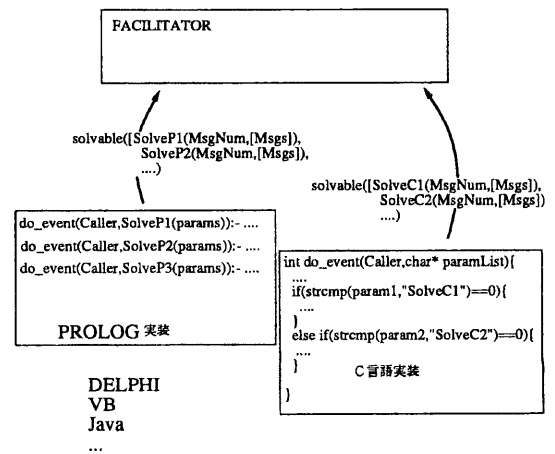 FACILITATOR
solvable([SolveP1(MsgNum,[Msgs]),
SolveP2(MsgNum,[Msgs]),
....)
solvable([SolveC1(MsgNum,[Msgs]),
SolveC2(MsgNum,[Msgs])
....)
do_event(Caller,SolveP1(params)):- ....
do_event(Caller,SolveP2(params)):- ....
do_event(Caller,SolveP3(params)):- ....
PROLOG 実装
int do_event(Caller,char* paramList){
....
if(strcmp(param1,"SolveC1")==0){
....
}
else if(strcmp(param2,"SolveC2")==0){
....
}
C言語実装
}
DELPHI
VB
Java
...